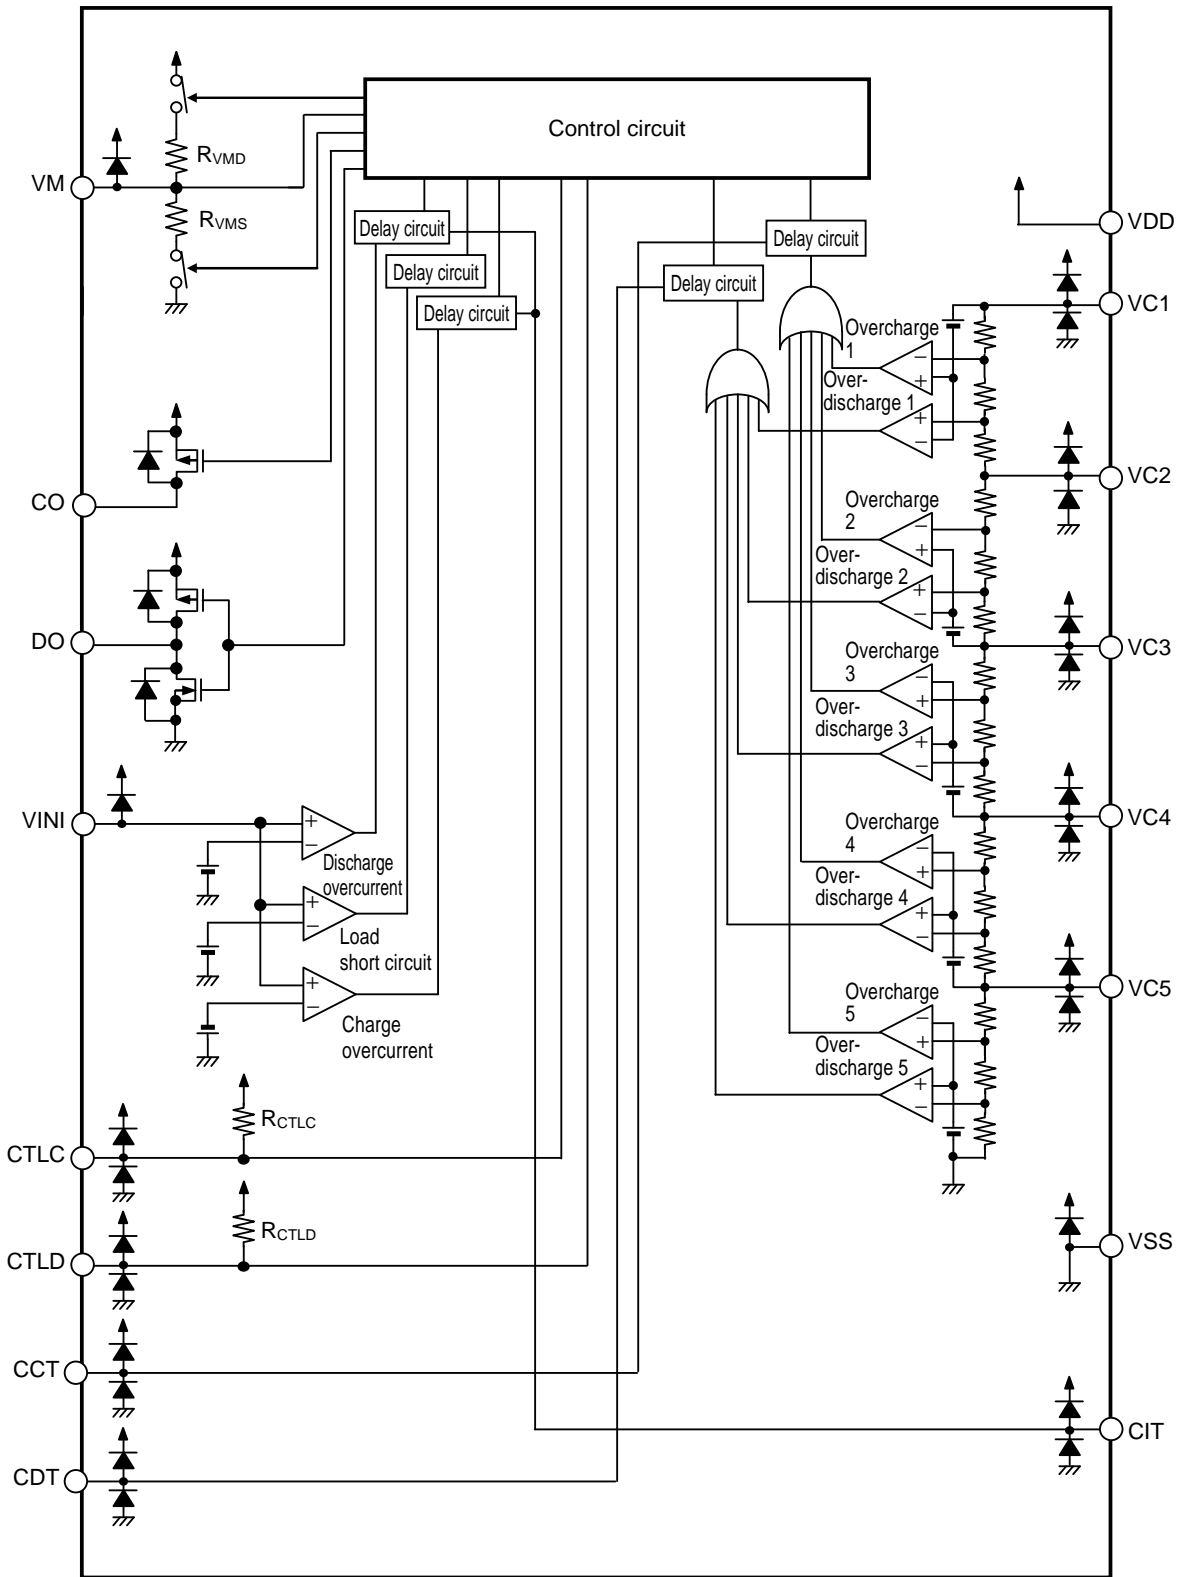 Control circuit
VM
RVMD
RVMS
Delay circuit
Delay circuit
Delay circuit
Delay circuit
Delay circuit
VDD
VC1
Overcharge
1
Over-
discharge 1
CO
VC2
Overcharge
2
Over-
discharge 2
DO
VC3
Overcharge
3
Over-
discharge 3
VINI
+
−
Discharge
overcurrent
+
−
Load
short circuit
+
−
Charge
overcurrent
VC4
Overcharge
4
Over-
discharge 4
VC5
Overcharge
5
Over-
discharge 5
−
+
+
−
−
+
+
−
−
+
+
−
−
+
+
−
−
+
+
−
RCTLC
CTLC
RCTLD
CTLD
VSS
CCT
CIT
CDT